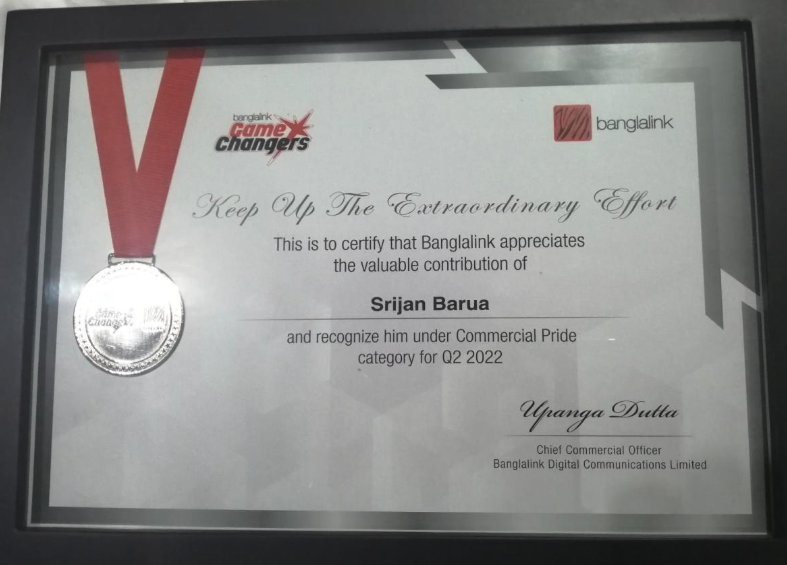 banglalink
Game
Changers
banglalink
Keep Up The Extraordinary Effort
This is to certify that Banglalink appreciates
the valuable contribution of
Srijan Barua
and recognize him under Commercial Pride
category for Q2 2022
Upanga Dutta
Chief Commercial Officer
Banglalink Digital Communications Limited
Game
Changers